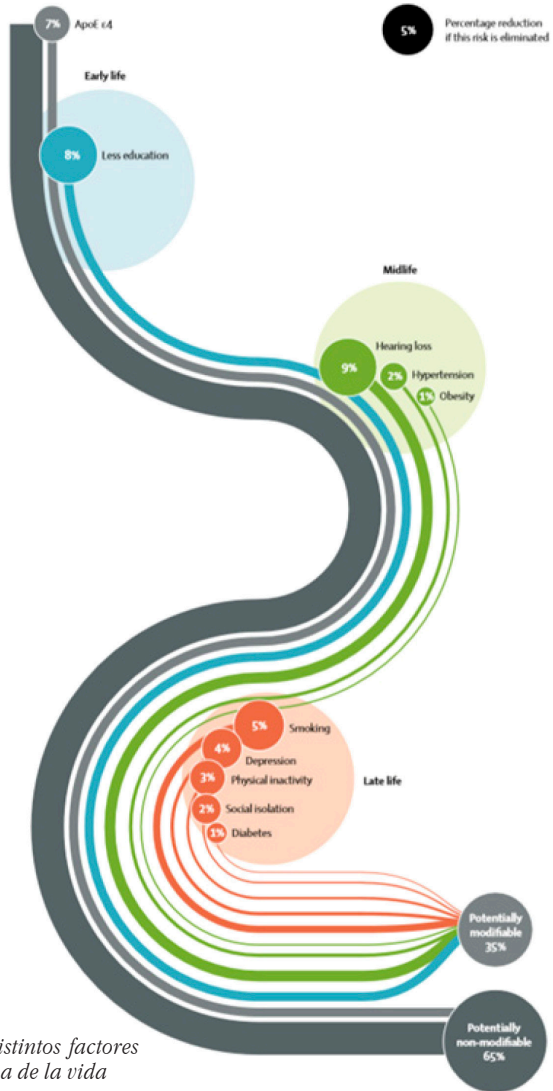 7% ApoE ε4
5% Percentage reduction
if this risk is eliminated
Early life
8% Less education
Midlife
Hearing loss
9%
2% Hypertension
1% Obesity
5% Smoking
4%
Depression
3% Physical inactivity
Late life
2% Social isolation
1% Diabetes
Potentially
modifiable
35%
Potentially
non-modifiable
65%
istintos factores
a de la vida